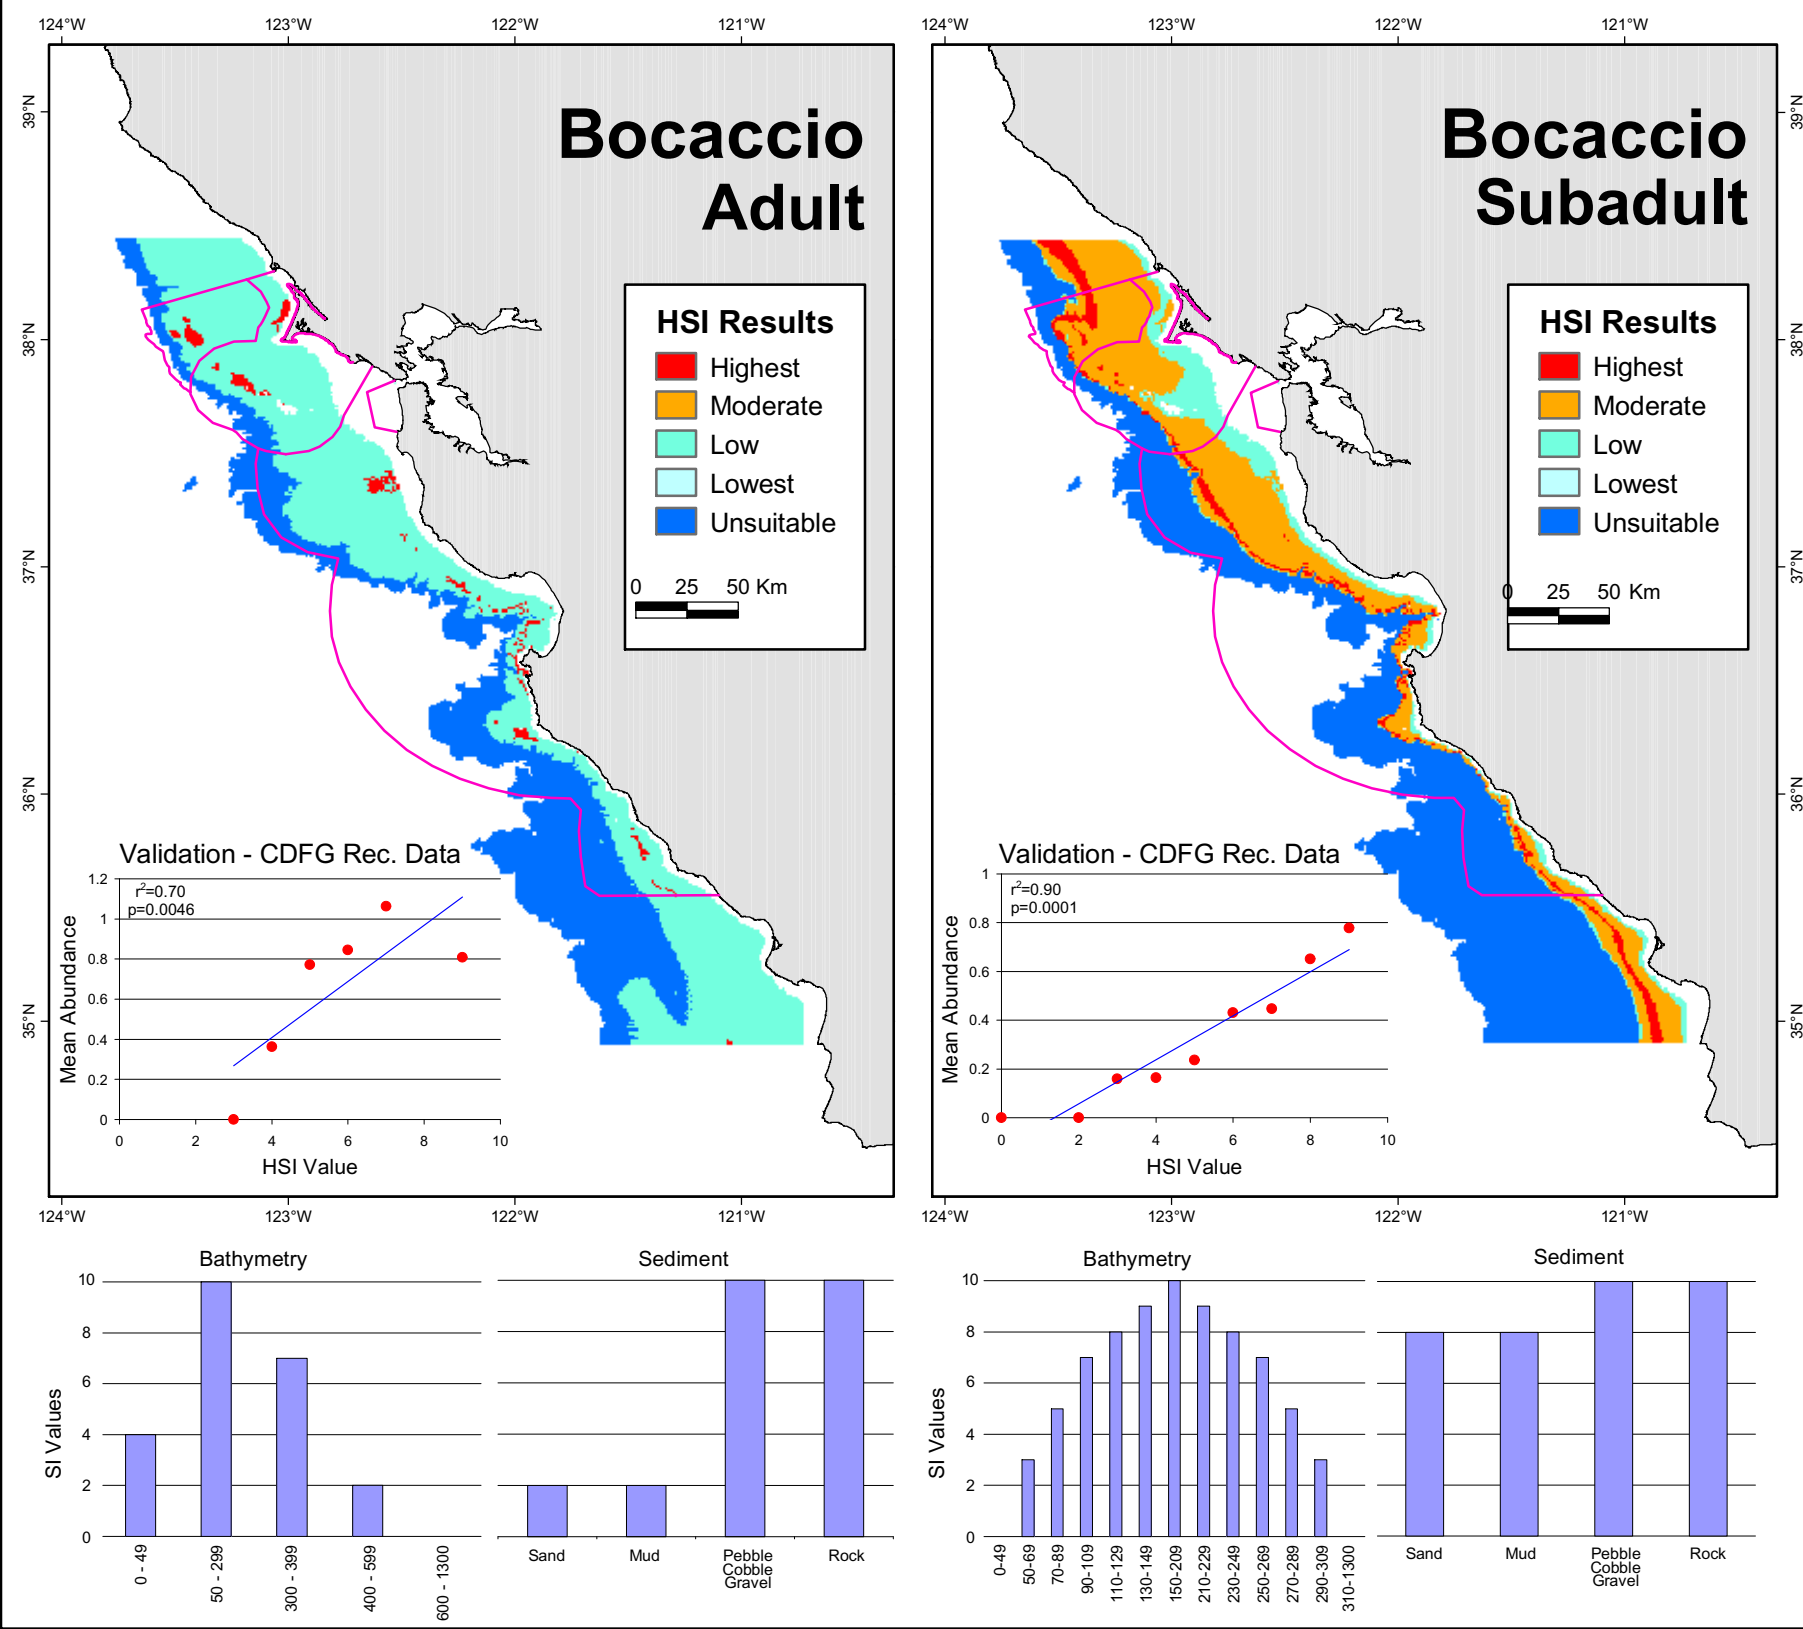 124°W
123°W
122°W
121°W
39°N
38°N
37°N
36°N
35°N
Bocaccio
Adult
HSI Results
Highest
Moderate
Low
Lowest
Unsuitable
0 25 50 Km
Validation - CDFG Rec. Data
r²=0.70
p=0.0046
Mean Abundance
1.2
1
0.8
0.6
0.4
0.2
0
0 2 4 6 8 10
HSI Value
124°W
123°W
122°W
121°W
124°W
123°W
122°W
121°W
39°N
38°N
37°N
36°N
35°N
Bocaccio
Subadult
HSI Results
Highest
Moderate
Low
Lowest
Unsuitable
0 25 50 Km
Validation - CDFG Rec. Data
r²=0.90
p=0.0001
Mean Abundance
1
0.8
0.6
0.4
0.2
0
0 2 4 6 8 10
HSI Value
124°W
123°W
122°W
121°W
Bathymetry
SI Values
10
8
6
4
2
0
0 - 49
50 - 299
300 - 399
400 - 599
600 - 1300
Sediment
Sand
Mud
Pebble
Cobble
Gravel
Rock
Bathymetry
SI Values
10
8
6
4
2
0
0-49
50-69
70-89
90-109
110-129
130-149
150-209
210-229
230-249
250-269
270-289
290-309
310-1300
Sediment
Sand
Mud
Pebble
Cobble
Gravel
Rock